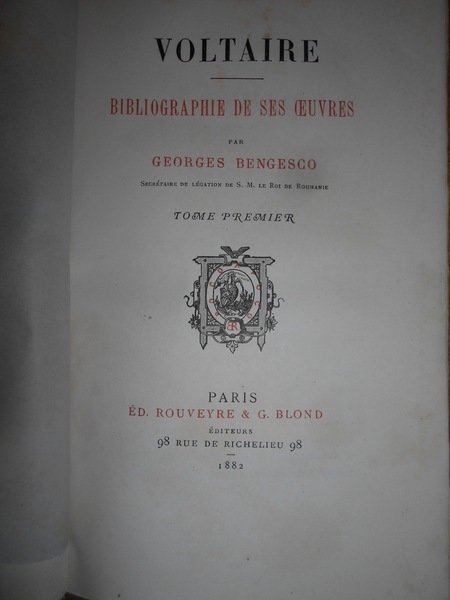 VOLTAIRE
BIBLIOGRAPHIE DE SES ŒUVRES
PAR
GEORGES BENGESCO
SECRÉTAIRE DE LÉGATION DE S. M. LE ROI DE ROUMANIE
TOME PREMIER
PARIS
ÉD. ROUVEYRE & G. BLOND
ÉDITEURS
98 RUE DE RICHELIEU 98
1882